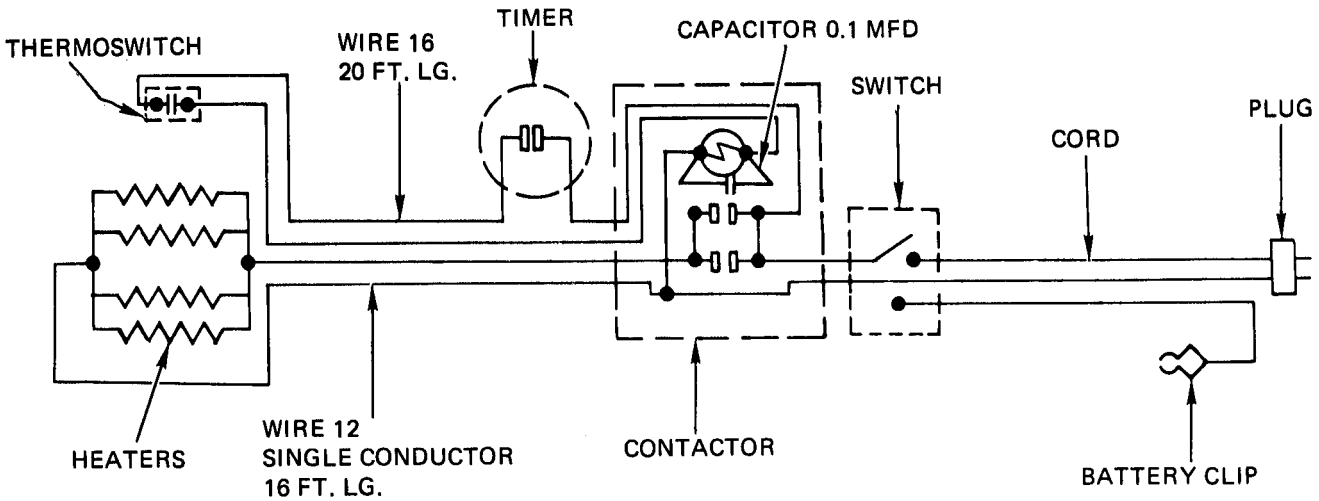 TIMER
THERMOSWITCH
WIRE 16
20 FT. LG.
CAPACITOR 0.1 MFD
SWITCH
PLUG
CORD
HEATERS
WIRE 12
SINGLE CONDUCTOR
16 FT. LG.
CONTACTOR
BATTERY CLIP